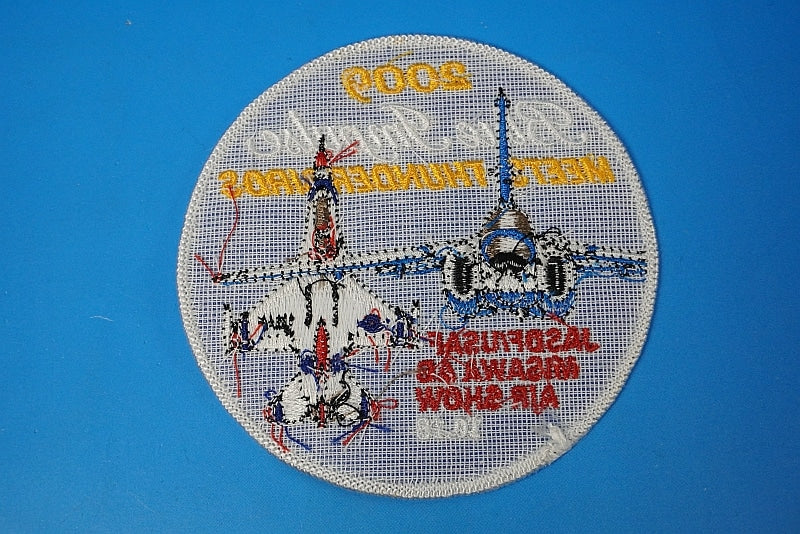 2009
Blue Impulse
MEETS THUNDERBIRDS
JASDF/USAF
MISAWA AB
AIR SHOW